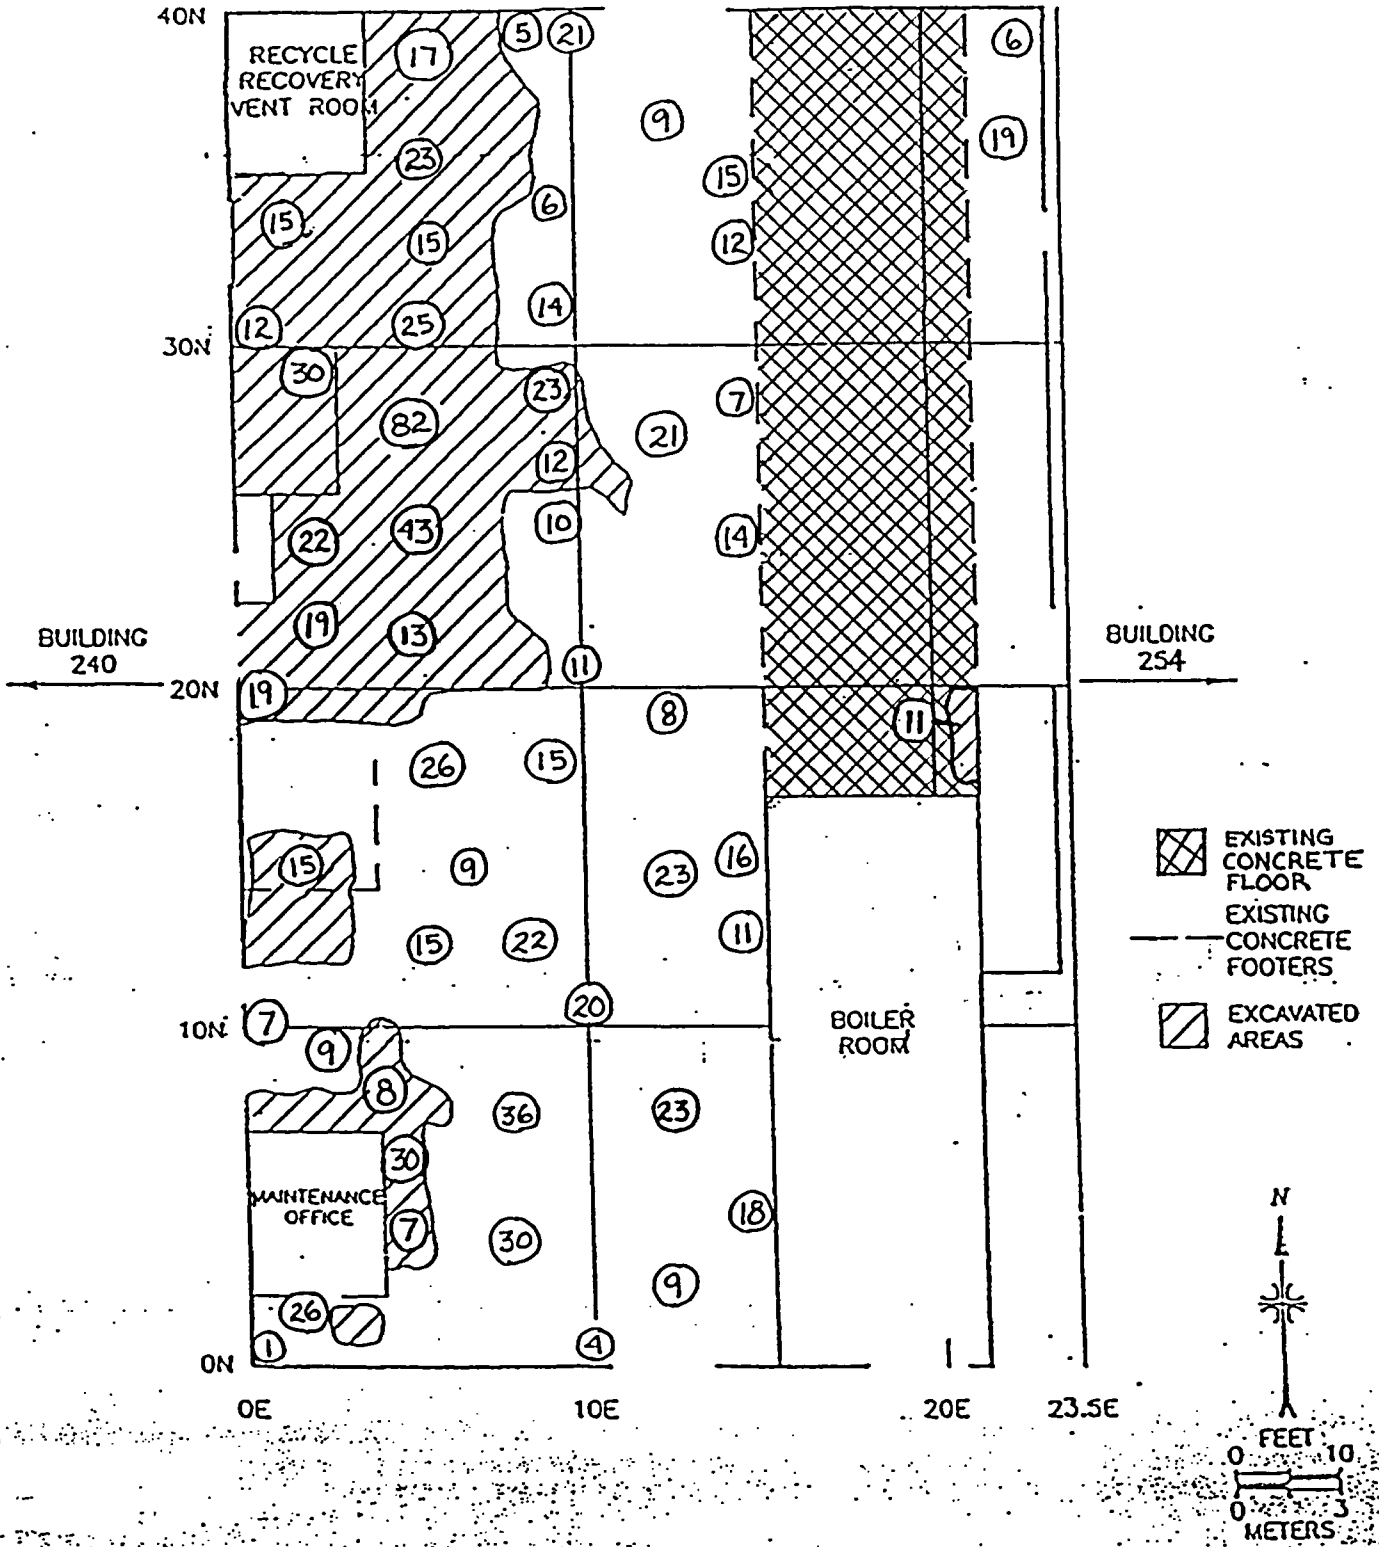 40N
5
21
6
RECYCLE
RECOVERY
VENT ROOM
17
9
19
23
15
6
15
15
12
14
12
25
30N
30
23
7
82
21
12
22
43
10
14
19
13
BUILDING
240
BUILDING
254
11
20N
19
8
11
26
15
15
9
23
16
EXISTING
CONCRETE
FLOOR
15
22
11
EXISTING
CONCRETE
FOOTERS
7
20
10N
9
BOILER
ROOM
EXCAVATED
AREAS
8
36
23
30
MAINTENANCE
OFFICE
7
30
18
N
9
26
1
4
0N
0E
10E
20E
23.5E
FEET
0 10
0 3
METERS